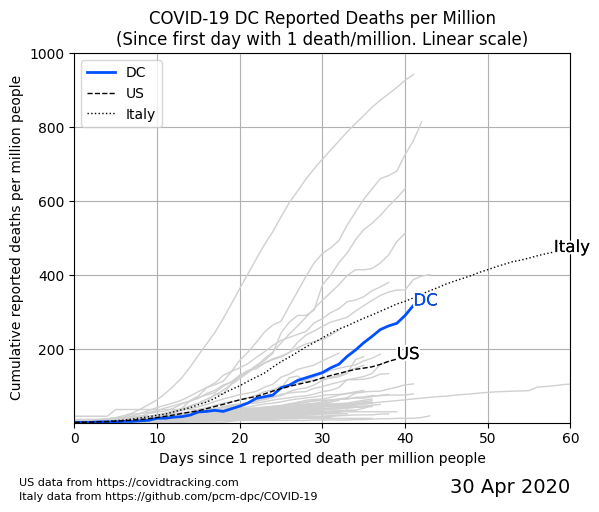 COVID-19 DC Reported Deaths per Million
(Since first day with 1 death/million. Linear scale)
Cumulative reported deaths per million people
1000
800
600
400
200
DC
US
Italy
Italy
DC
US
0 10 20 30 40 50 60
Days since 1 reported death per million people
US data from https://covidtracking.com
Italy data from https://github.com/pcm-dpc/COVID-19
30 Apr 2020